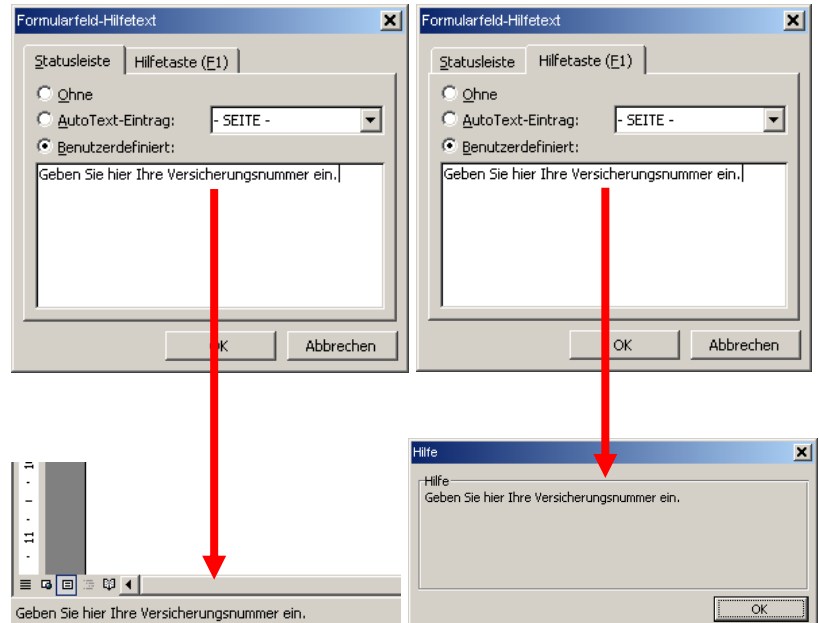 Formularfeld-Hilfetext
Statusleiste
Hilfetaste (F1)
Ohne
AutoText-Eintrag:
- SEITE -
Benutzerdefiniert:
Geben Sie hier Ihre Versicherungsnummer ein.
OK
Abbrechen
Formularfeld-Hilfetext
Statusleiste
Hilfetaste (F1)
Ohne
AutoText-Eintrag:
- SEITE -
Benutzerdefiniert:
Geben Sie hier Ihre Versicherungsnummer ein.
OK
Abbrechen
11
Geben Sie hier Ihre Versicherungsnummer ein.
Hilfe
Hilfe
Geben Sie hier Ihre Versicherungsnummer ein.
OK